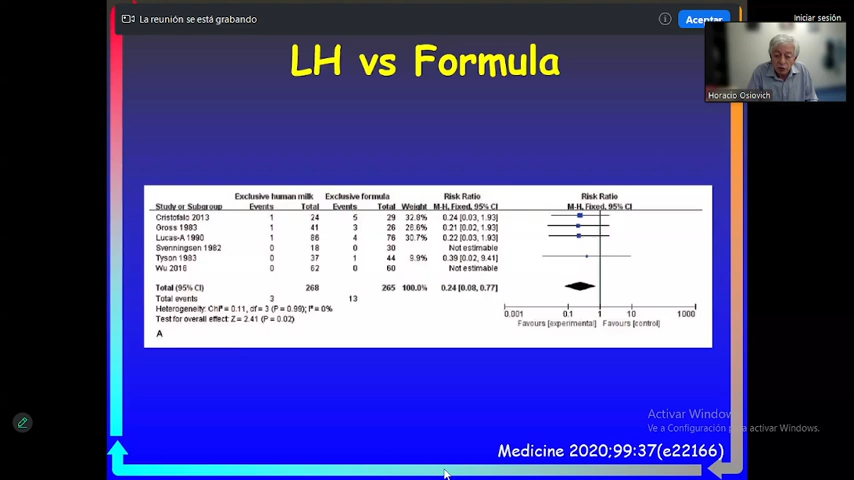 La reunión se está grabando
Aceptar
Iniciar sesión
LH vs Formula
Horacio Osiovich
Exclusive human milk Exclusive formula Risk Ratio Risk Ratio
Study or Subgroup Events Total Events Total Weight M-H, Fixed, 95% CI M-H, Fixed, 95% CI
Cristofalo 2013 1 24 5 29 32.8% 0.24 [0.03, 1.93]
Gross 1983 1 41 3 26 26.6% 0.21 [0.02, 1.93]
Lucas-A 1990 1 86 4 76 30.7% 0.22 [0.03, 1.93]
Svenningsen 1982 0 18 0 30 Not estimable
Tyson 1983 0 37 1 44 9.9% 0.39 [0.02, 9.41]
Wu 2016 0 62 0 60 Not estimable
Total (95% CI) 268 265 100.0% 0.24 [0.08, 0.77]
Total events 3 13
Heterogeneity: Chi² = 0.11, df = 3 (P = 0.99); I² = 0%
Test for overall effect: Z = 2.41 (P = 0.02)
0.001 0.1 1 10 1000
Favours [experimental] Favours [control]
A
Activar Windows
Ve a Configuración para activar Windows.
Medicine 2020;99:37(e22166)